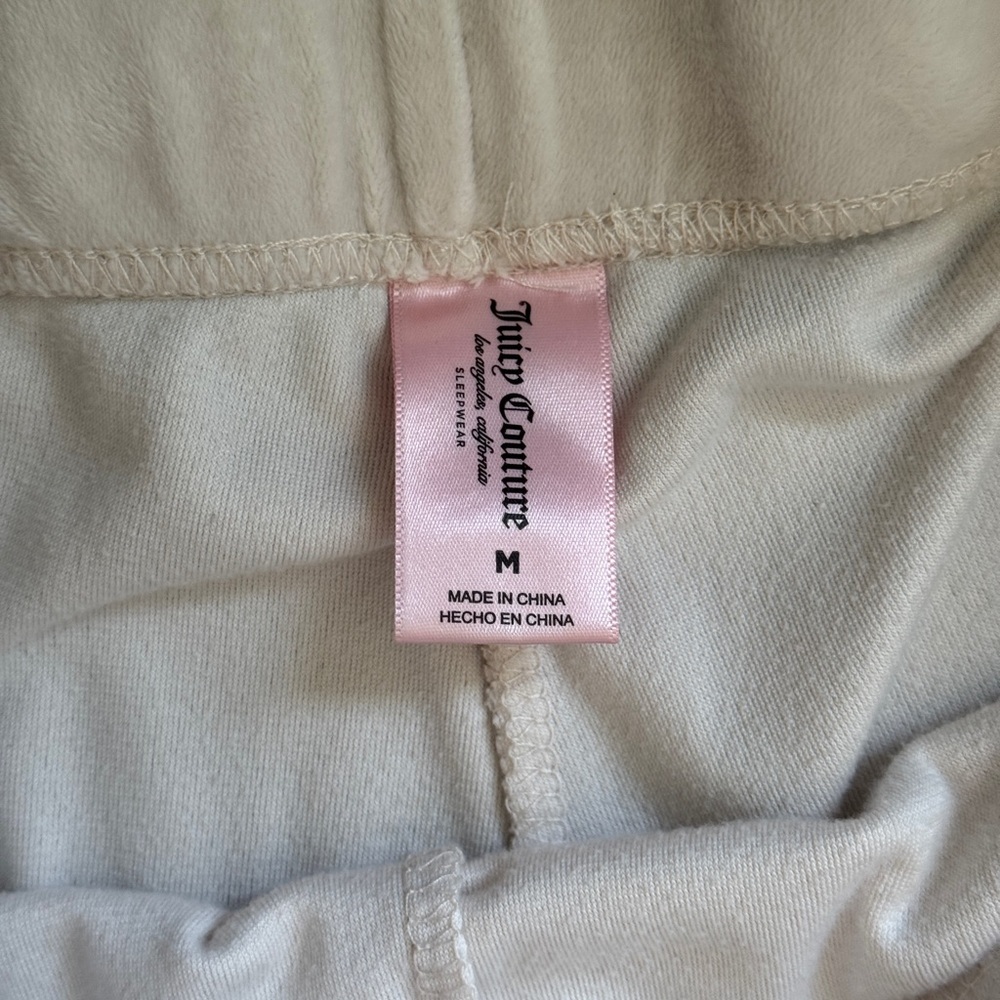 Juicy Couture
los angeles, california
SLEEPWEAR
M
MADE IN CHINA
HECHO EN CHINA